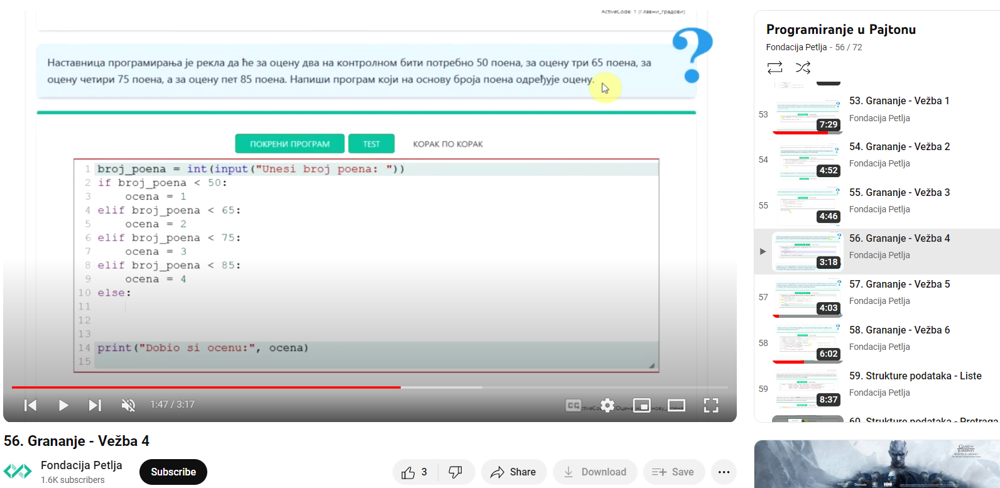 ActiveCode: 1 (Главни_градови)
Наставница програмирања је рекла да ће за оцену два на контролном бити потребно 50 поена, за оцену три 65 поена, за
оцену четири 75 поена, а за оцену пет 85 поена. Напиши програм који на основу броја поена одређује оцену.
?
ПОКРЕНИ ПРОГРАМ
TEST
КОРАК ПО КОРАК
1 broj_poena = int(input("Unesi broj poena: "))
2 if broj_poena < 50:
3 ocena = 1
4 elif broj_poena < 65:
5 ocena = 2
6 elif broj_poena < 75:
7 ocena = 3
8 elif broj_poena < 85:
9 ocena = 4
10 else:
11
12
13
14 print("Dobio si ocenu:", ocena)
15
1:47 / 3:17
CC
56. Grananje - Vežba 4
Fondacija Petlja
1.6K subscribers
Subscribe
3
Share
Download
Save
Programiranje u Pajtonu
Fondacija Petlja - 56 / 72
53
7:29
53. Grananje - Vežba 1
Fondacija Petlja
54
4:52
54. Grananje - Vežba 2
Fondacija Petlja
55
4:46
55. Grananje - Vežba 3
Fondacija Petlja
3:18
56. Grananje - Vežba 4
Fondacija Petlja
57
4:03
57. Grananje - Vežba 5
Fondacija Petlja
58
6:02
58. Grananje - Vežba 6
Fondacija Petlja
59
8:37
59. Strukture podataka - Liste
Fondacija Petlja
60. Strukture podataka - Pretraga
GAME OF
THRONES
HBO